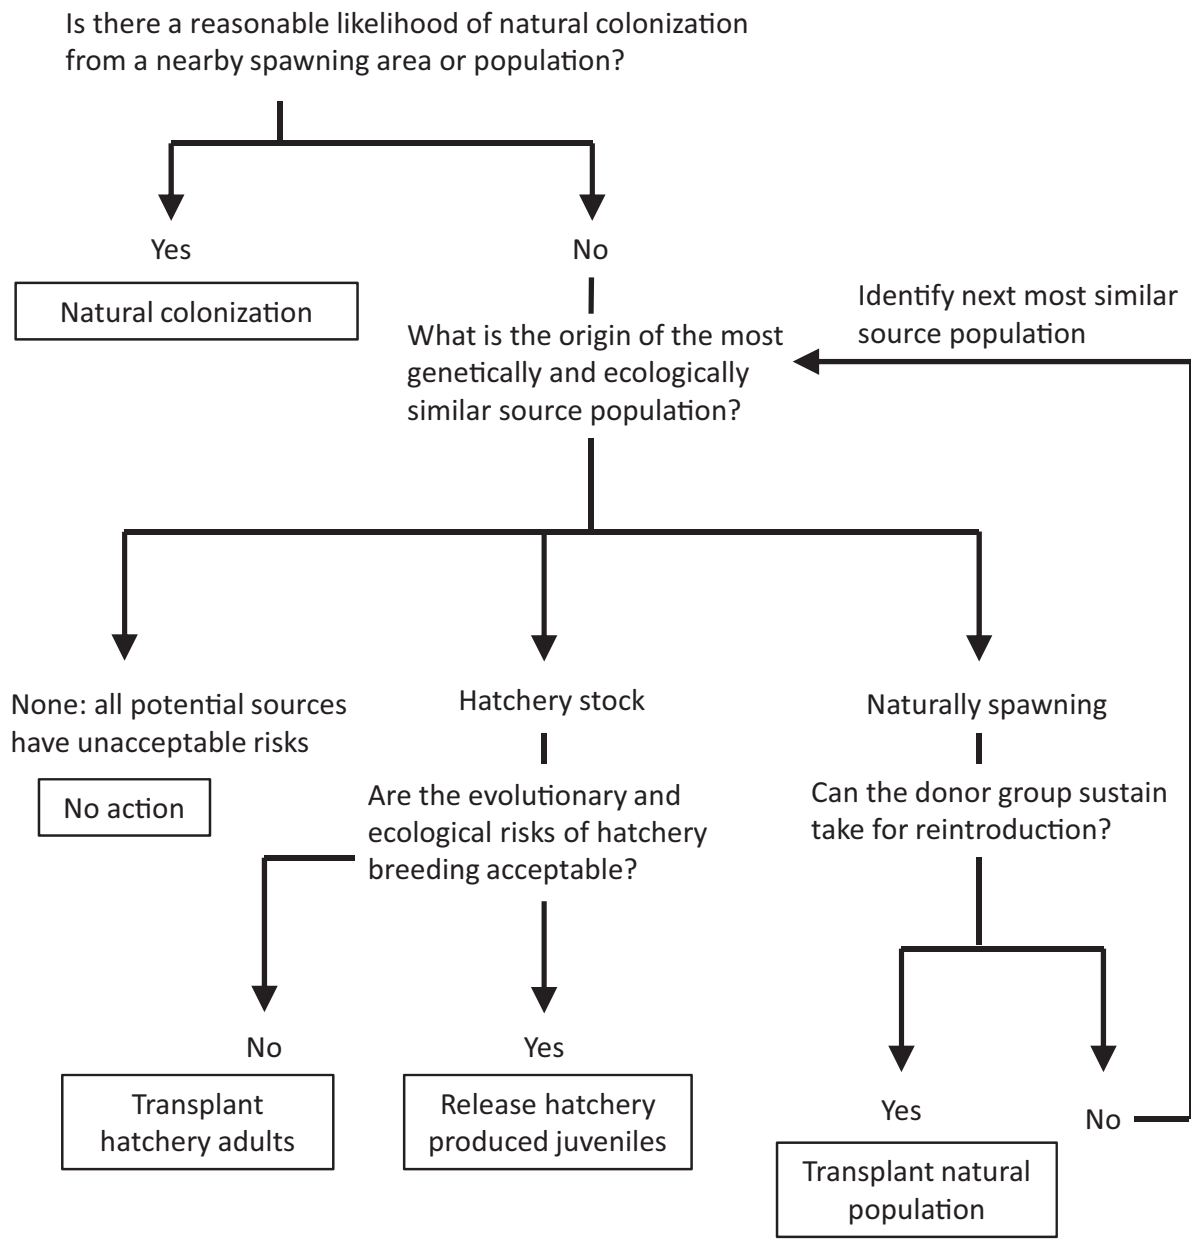 Is there a reasonable likelihood of natural colonization
from a nearby spawning area or population?
Yes
No
Natural colonization
Identify next most similar
source population
What is the origin of the most
genetically and ecologically
similar source population?
None: all potential sources
have unacceptable risks
No action
Hatchery stock
Are the evolutionary and
ecological risks of hatchery
breeding acceptable?
Naturally spawning
Can the donor group sustain
take for reintroduction?
No
Transplant
hatchery adults
Yes
Release hatchery
produced juveniles
Yes
Transplant natural
population
No